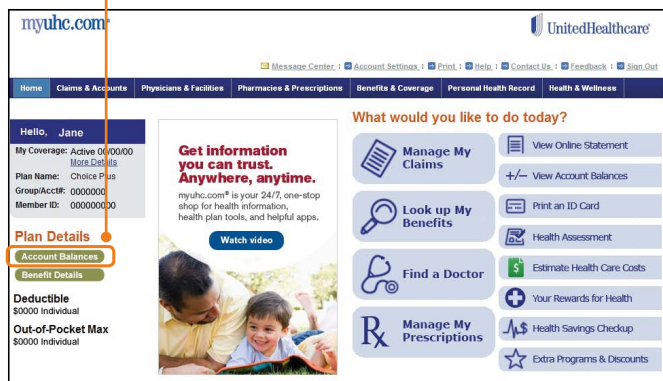 myuhc.com®
UnitedHealthcare®
Message Center Account Settings Print Help Contact Us Feedback Sign Out
Home Claims & Accounts Physicians & Facilities Pharmacies & Prescriptions Benefits & Coverage Personal Health Record Health & Wellness
Hello, Jane
My Coverage: Active 00/00/00
More Details
Plan Name: Choice Plus
Group/Acct#: 0000000
Member ID: 000000000
Plan Details
Account Balances
Benefit Details
Deductible
$0000 Individual
Out-of-Pocket Max
$0000 Individual
Get information
you can trust.
Anywhere, anytime.
myuhc.com® is your 24/7, one-stop
shop for health information,
health plan tools, and helpful apps.
Watch video
What would you like to do today?
Manage My
Claims
Look up My
Benefits
Find a Doctor
Rx
Manage My
Prescriptions
View Online Statement
+/- View Account Balances
Print an ID Card
Health Assessment
$ Estimate Health Care Costs
Your Rewards for Health
$ Health Savings Checkup
Extra Programs & Discounts